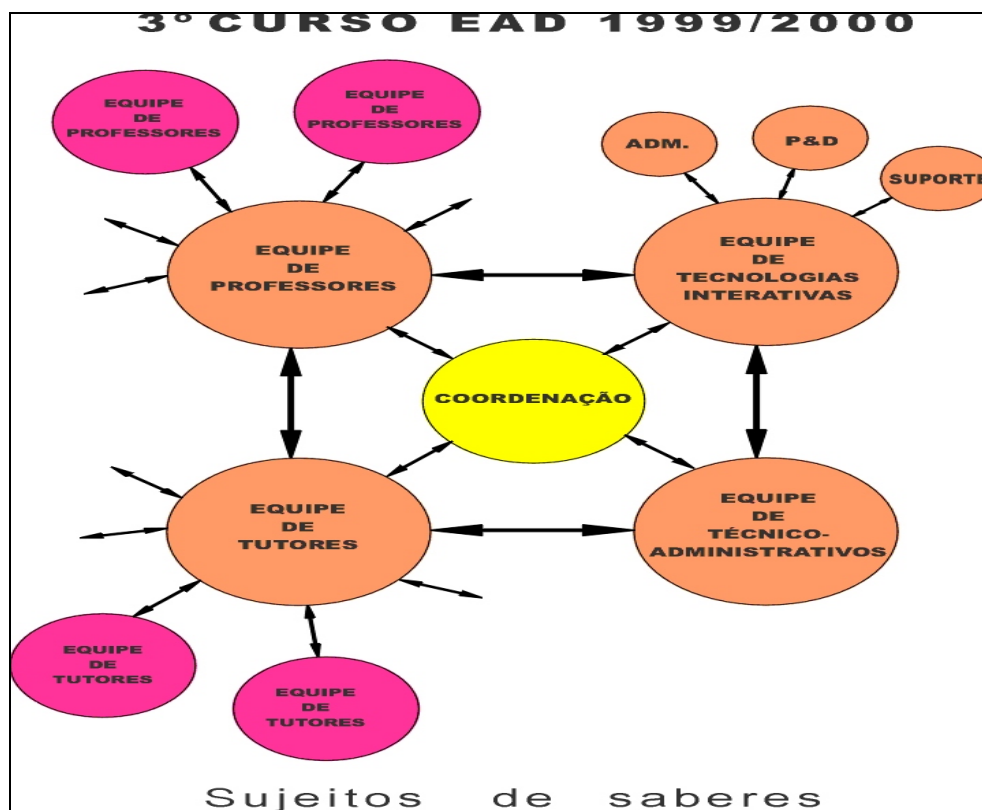 3º CURSO EAD 1999/2000
EQUIPE
DE
PROFESSORES
EQUIPE
DE
PROFESSORES
ADM.
P&D
SUPORTE
EQUIPE
DE
PROFESSORES
EQUIPE
DE
TECNOLOGIAS
INTERATIVAS
COORDENAÇÃO
EQUIPE
DE
TUTORES
EQUIPE
DE
TÉCNICO-
ADMINISTRATIVOS
EQUIPE
DE
TUTORES
EQUIPE
DE
TUTORES
Sujeitos de saberes